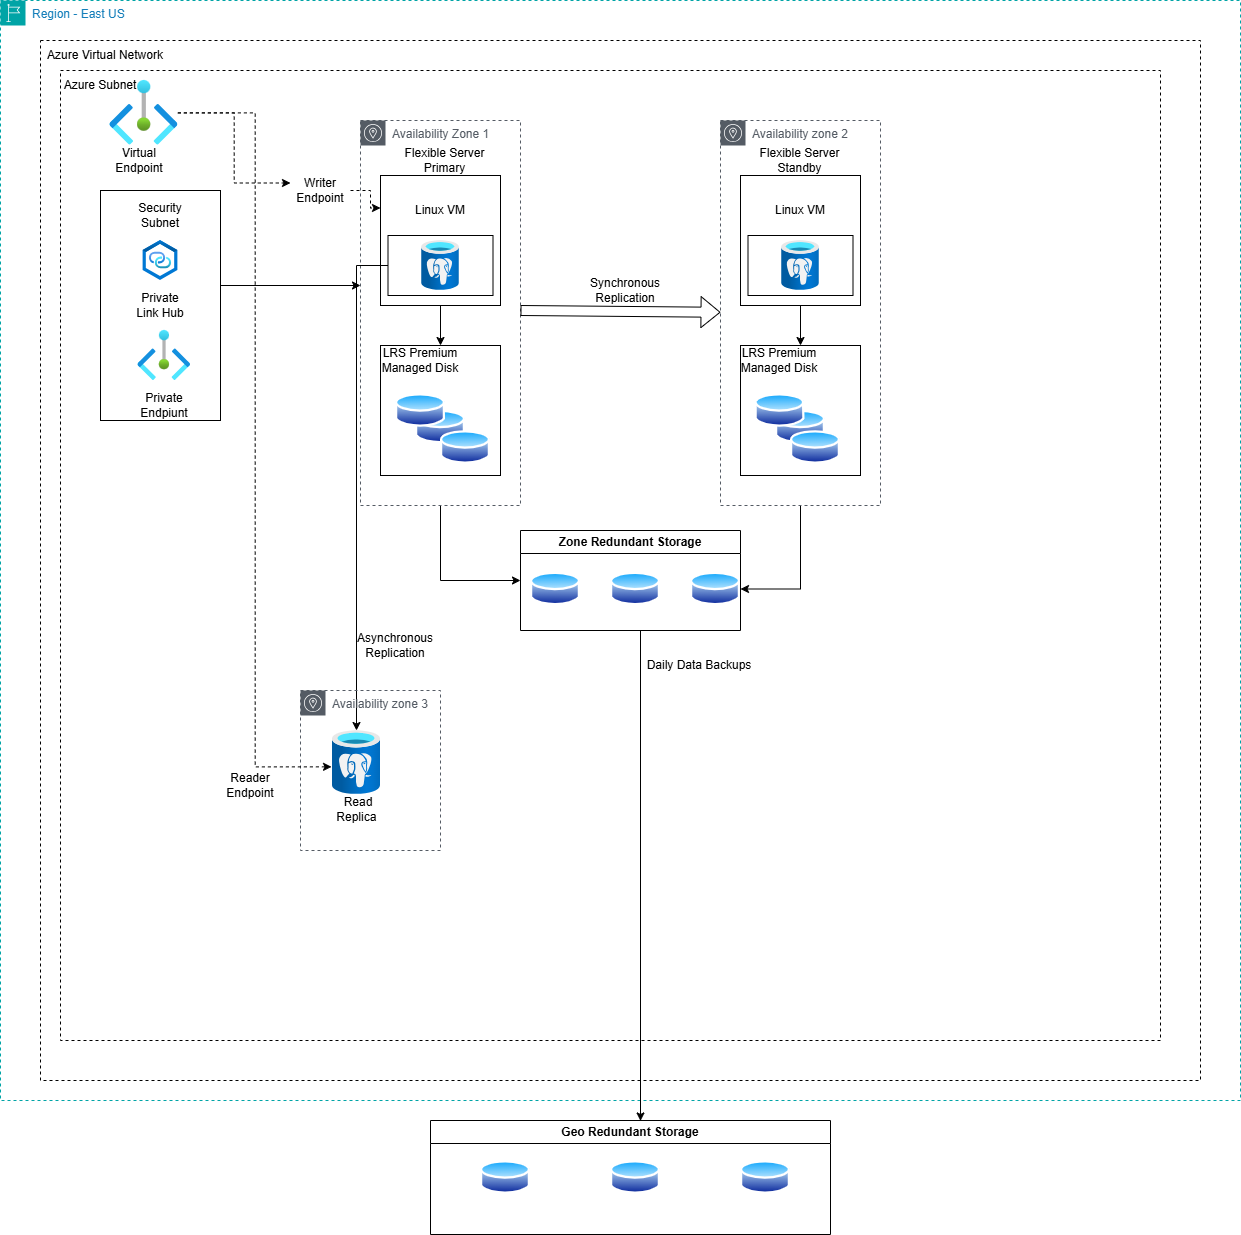 Region - East US
Azure Virtual Network
Azure Subnet
Virtual
Endpoint
Availability Zone 1
Flexible Server
Primary
Availability zone 2
Flexible Server
Standby
Writer
Endpoint
Linux VM
Linux VM
Security
Subnet
Private
Link Hub
Private
Endpiunt
Synchronous
Replication
LRS Premium
Managed Disk
LRS Premium
Managed Disk
Zone Redundant Storage
Asynchronous
Replication
Daily Data Backups
Availability zone 3
Reader
Endpoint
Read
Replica
Geo Redundant Storage